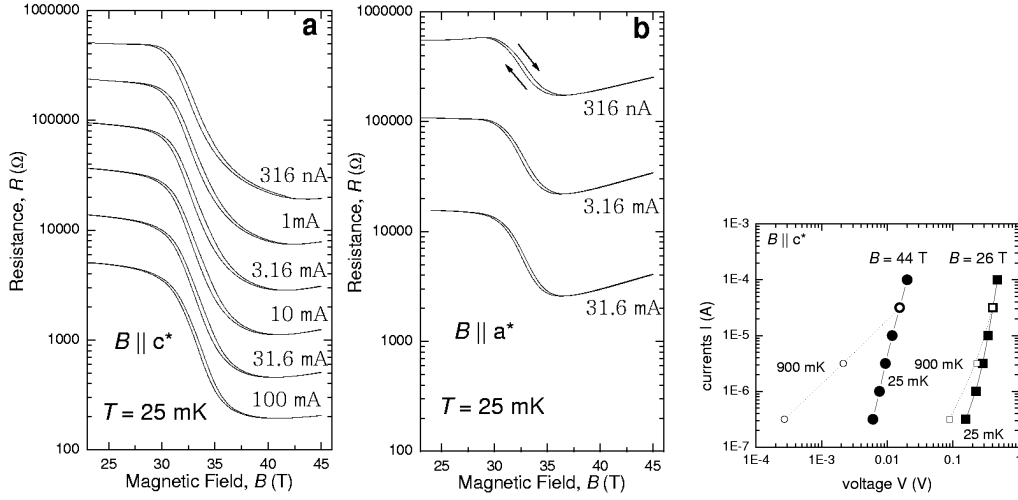 a
Resistance, R (Ω)
1000000
100000
10000
1000
100
316 nA
1mA
3.16 mA
10 mA
31.6 mA
100 mA
B || c*
T = 25 mK
25 30 35 40 45
Magnetic Field, B (T)
b
Resistance, R (Ω)
1000000
100000
10000
1000
100
316 nA
3.16 mA
31.6 mA
B || a*
T = 25 mK
25 30 35 40 45
Magnetic Field, B (T)
currents I (A)
1E-3
1E-4
1E-5
1E-6
1E-7
B || c*
B = 44 T B = 26 T
900 mK
25 mK
900 mK
25 mK
1E-4 1E-3 0.01 0.1 1
voltage V (V)